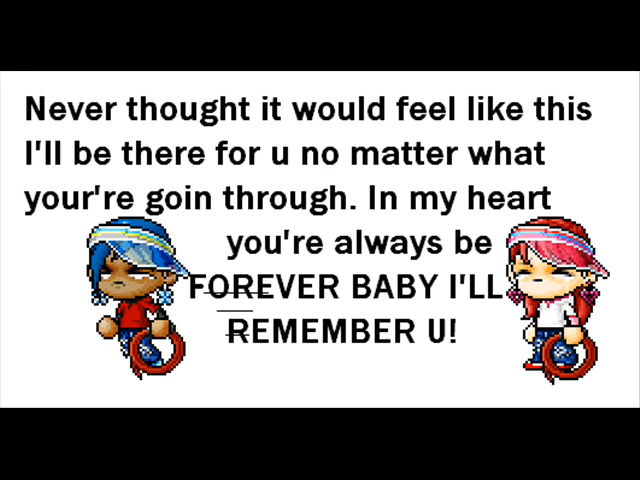 Never thought it would feel like this
I'll be there for u no matter what
your're goin through. In my heart
you're always be
FOREVER BABY I'LL
REMEMBER U!